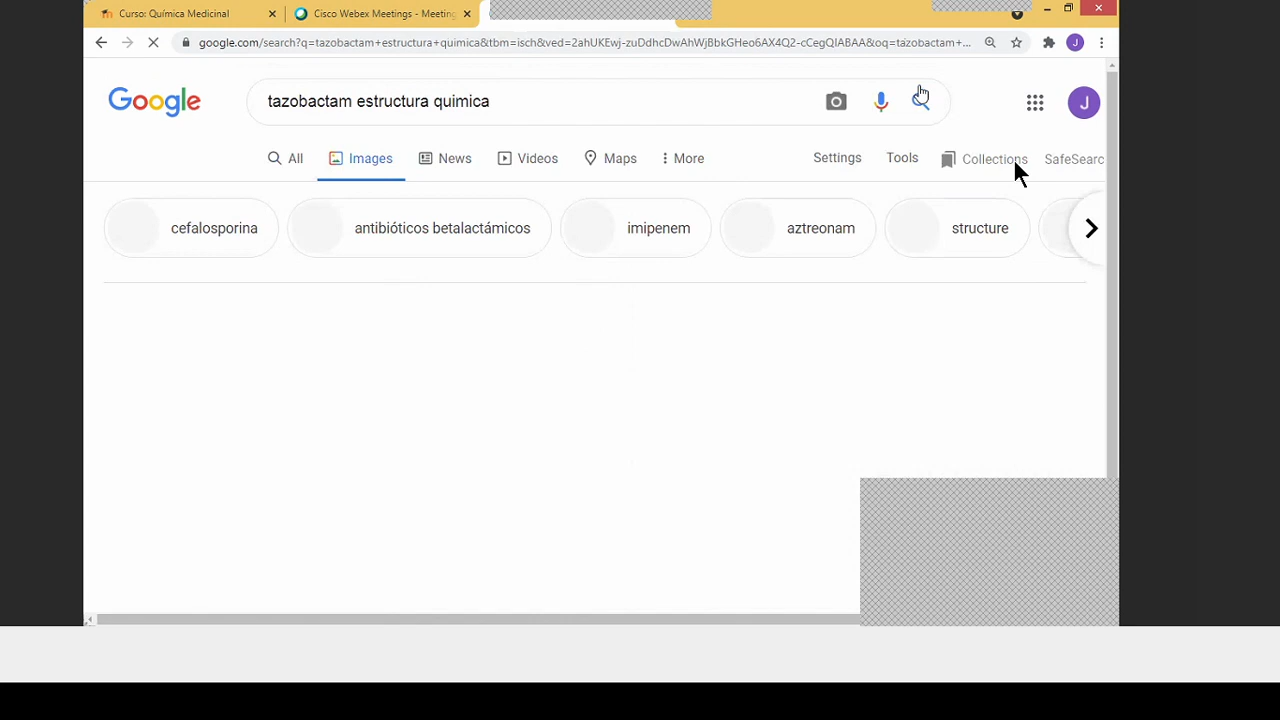 Curso: Química Medicinal
Cisco Webex Meetings - Meeting
google.com/search?q=tazobactam+estructura+quimica&tbm=isch&ved=2ahUKEwj-zuDdhcDwAhWjBbkGHeo6AX4Q2-cCegQIABAA&oq=tazobactam+...
J
Google
tazobactam estructura quimica
J
All
Images
News
Videos
Maps
More
Settings
Tools
Collections
SafeSearc
cefalosporina
antibióticos betalactámicos
imipenem
aztreonam
structure